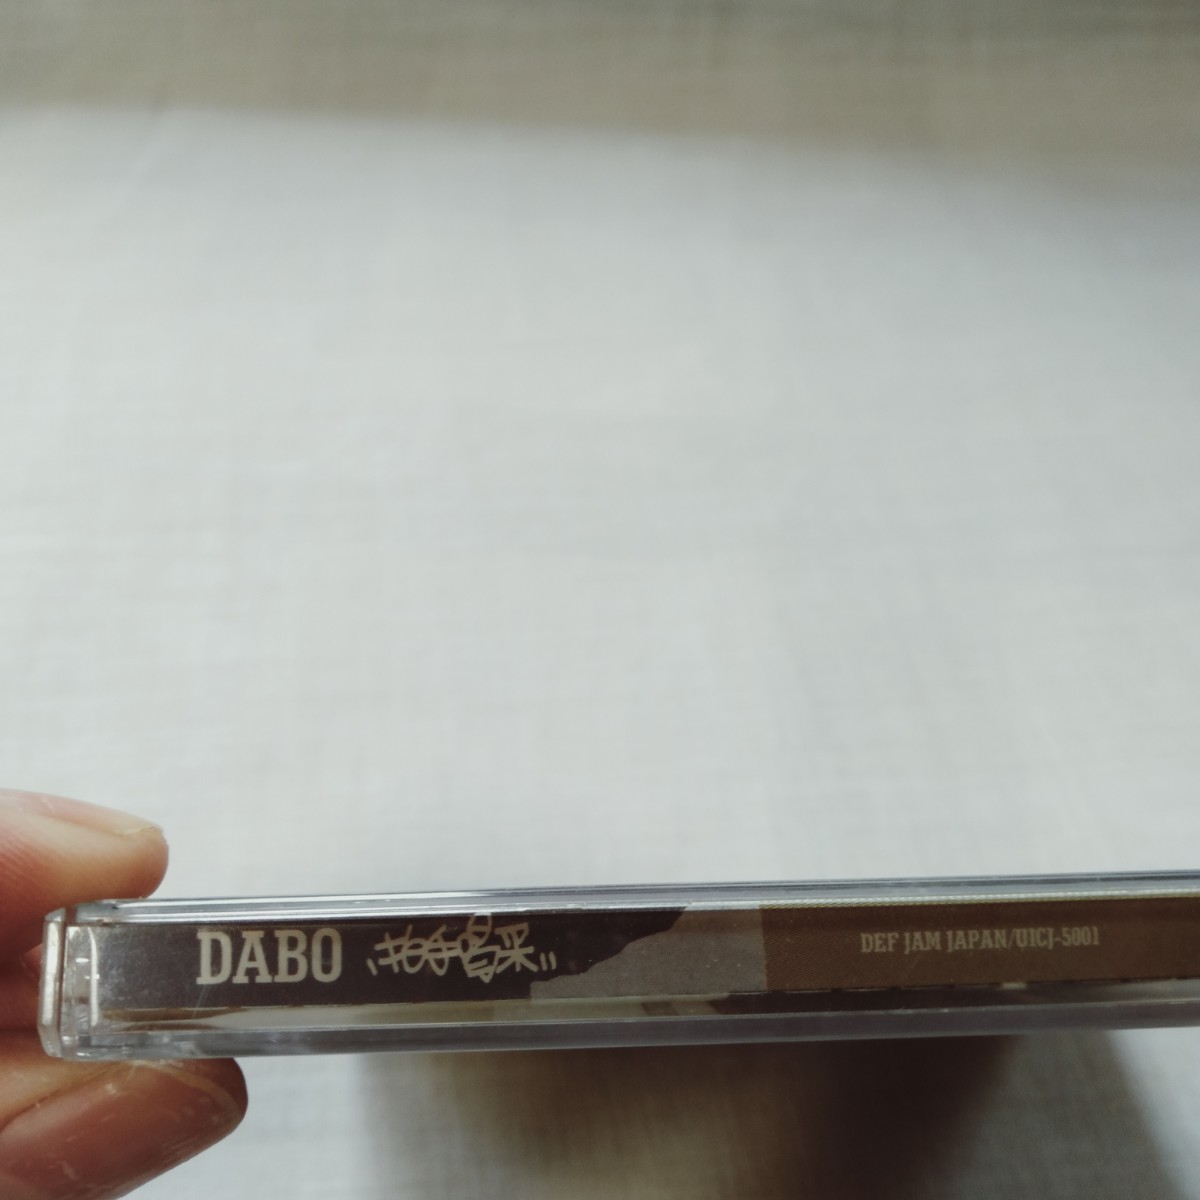 DABO 拍手喝采
DEF JAM JAPAN/UICJ-5001